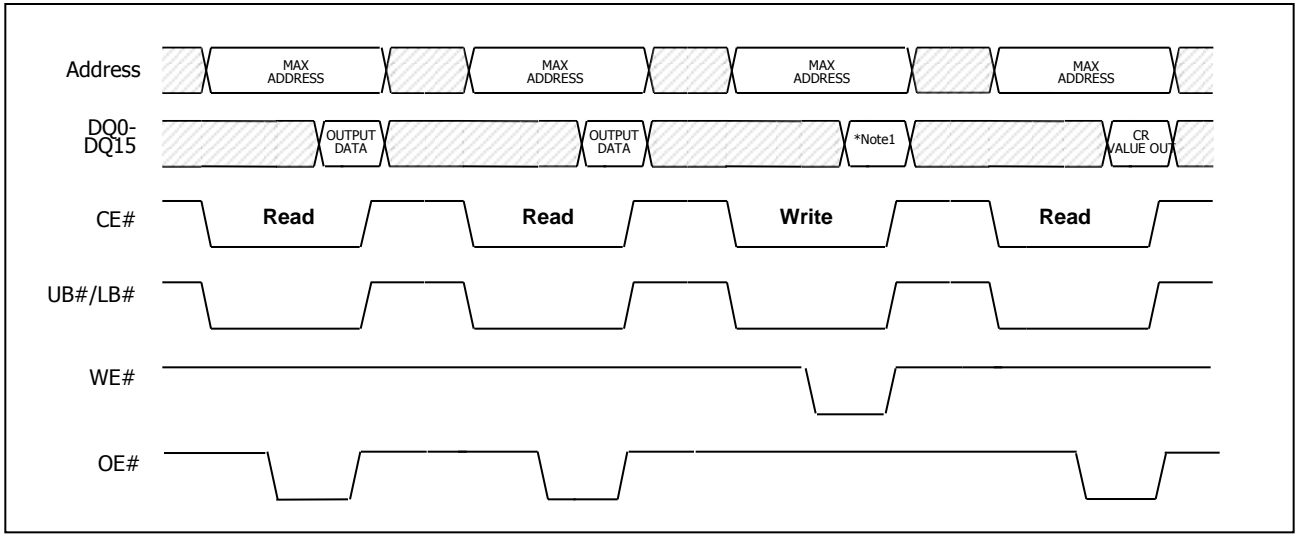 Address
MAX
ADDRESS
MAX
ADDRESS
MAX
ADDRESS
MAX
ADDRESS
DQ0-
DQ15
OUTPUT
DATA
OUTPUT
DATA
*Note1
CR
VALUE OUT
CE#
Read
Read
Write
Read
UB#/LB#
WE#
OE#